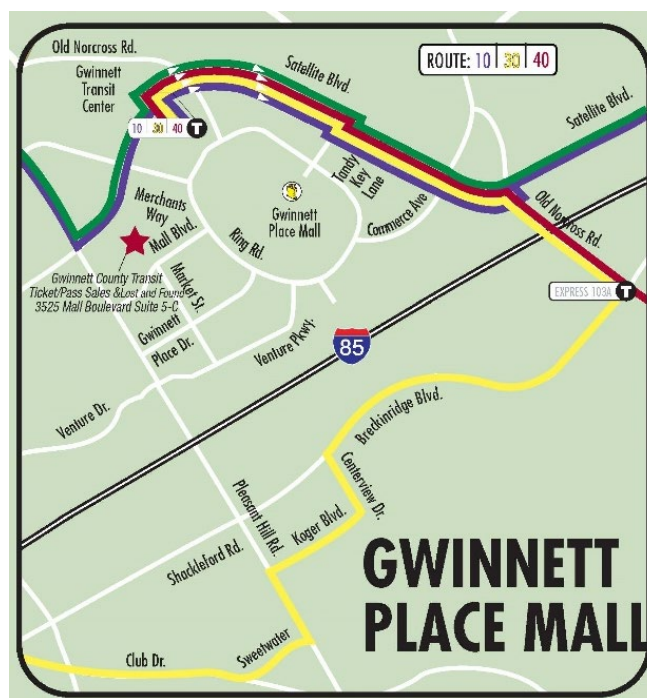 Old Norcross Rd.
Gwinnett
Transit
Center
Satellite Blvd.
ROUTE: 10 | 30 | 40
Satellite Blvd.
10 | 30 | 40 T
Merchants
Way
Mall Blvd.
Gwinnett
Place Mall
Tandy
Key
Lane
Commerce Ave
Old Norcross Rd.
Ring Rd.
Gwinnett County Transit
Ticket/Pass Sales &Lost and Found
3525 Mall Boulevard Suite 5-C
Market St.
EXPRESS 103A T
Gwinnett
Place Dr.
Venture Pkwy.
INTERSTATE
85
Venture Dr.
Breckinridge Blvd.
Centerview Dr.
Pleasant Hill Rd.
Koger Blvd.
Shackleford Rd.
Sweetwater
Club Dr.
GWINNETT
PLACE MALL